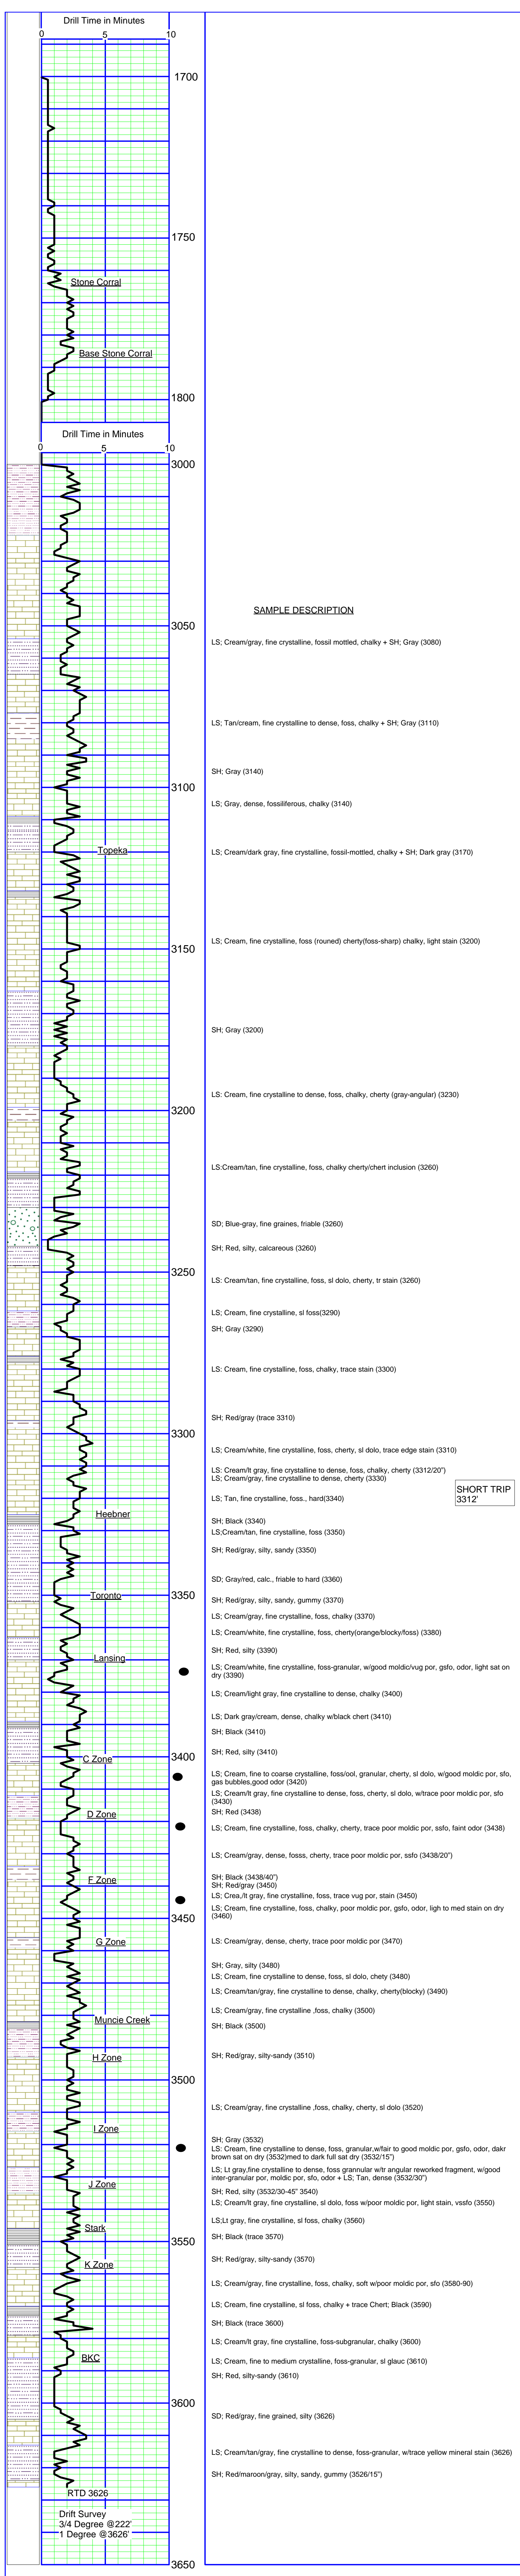 Drill Time in Minutes
0 5 10
1700
1750
Stone Corral
Base Stone Corral
1800
Drill Time in Minutes
0 5 10
3000
SAMPLE DESCRIPTION
3050
LS; Cream/gray, fine crystalline, fossil mottled, chalky + SH; Gray (3080)
LS; Tan/cream, fine crystalline to dense, foss, chalky + SH; Gray (3110)
SH; Gray (3140)
3100
LS; Gray, dense, fossiliferous, chalky (3140)
Topeka
LS; Cream/dark gray, fine crystalline, fossil-mottled, chalky + SH; Dark gray (3170)
LS; Cream, fine crystalline, foss (rouned) cherty(foss-sharp) chalky, light stain (3200)
3150
SH; Gray (3200)
LS: Cream, fine crystalline to dense, foss, chalky, cherty (gray-angular) (3230)
3200
LS:Cream/tan, fine crystalline, foss, chalky cherty/chert inclusion (3260)
SD; Blue-gray, fine graines, friable (3260)
SH; Red, silty, calcareous (3260)
3250
LS: Cream/tan, fine crystalline, foss, sl dolo, cherty, tr stain (3260)
LS; Cream, fine crystalline, sl foss(3290)
SH; Gray (3290)
LS: Cream, fine crystalline, foss, chalky, trace stain (3300)
SH; Red/gray (trace 3310)
3300
LS; Cream/white, fine crystalline, foss, cherty, sl dolo, trace edge stain (3310)
LS: Cream/lt gray, fine crystalline to dense, foss, chalky, cherty (3312/20")
LS: Cream/gray, fine crystalline to dense, cherty (3330)
SHORT TRIP
3312'
LS; Tan, fine crystalline, foss., hard(3340)
Heebner
SH: Black (3340)
LS;Cream/tan, fine crystalline, foss (3350)
SH; Red/gray, silty, sandy (3350)
SD; Gray/red, calc., friable to hard (3360)
Toronto
3350
SH; Red/gray, silty, sandy, gummy (3370)
LS; Cream/gray, fine crystalline, foss, chalky (3370)
LS; Cream/white, fine crystalline, foss, cherty(orange/blocky/foss) (3380)
SH; Red, silty (3390)
Lansing
LS; Cream/white, fine crystalline, foss-granular, w/good moldic/vug por, gsfo, odor, light sat on
dry (3390)
LS; Cream/light gray, fine crystalline to dense, chalky (3400)
LS; Dark gray/cream, dense, chalky w/black chert (3410)
SH; Black (3410)
SH; Red, silty (3410)
3400
C Zone
LS; Cream, fine to coarse crystalline, foss/ool, granular, cherty, sl dolo, w/good moldic por, sfo,
gas bubbles,good odor (3420)
LS; Cream/lt gray, fine crystalline to dense, foss, cherty, sl dolo, w/trace poor moldic por, sfo
(3430)
SH; Red (3438)
D Zone
LS; Cream, fine crystalline, foss, chalky, cherty, trace poor moldic por, ssfo, faint odor (3438)
LS; Cream/gray, dense, fosss, cherty, trace poor moldic por, ssfo (3438/20")
SH; Black (3438/40")
F Zone
SH; Red/gray (3450)
LS; Crea,/lt gray, fine crystalline, foss, trace vug por, stain (3450)
LS; Cream, fine crystalline, foss, chalky, poor moldic por, gsfo, odor, ligh to med stain on dry
(3460)
3450
LS: Cream/gray, dense, cherty, trace poor moldic por (3470)
G Zone
SH; Gray, silty (3480)
LS; Cream, fine crystalline to dense, foss, sl dolo, chety (3480)
LS; Cream/tan/gray, fine crystalline to dense, chalky, cherty(blocky) (3490)
LS; Cream/gray, fine crystalline ,foss, chalky (3500)
Muncie Creek
SH; Black (3500)
H Zone
SH; Red/gray, silty-sandy (3510)
3500
LS; Cream/gray, fine crystalline ,foss, chalky, cherty, sl dolo (3520)
I Zone
SH; Gray (3532)
LS: Cream, fine crystalline to dense, foss, granular,w/fair to good moldic por, gsfo, odor, dakr
brown sat on dry (3532)med to dark full sat dry (3532/15")
LS; Lt gray,fine crystalline to dense, foss grannular w/tr angular reworked fragment, w/good
inter-granular por, moldic por, sfo, odor + LS; Tan, dense (3532/30")
J Zone
SH; Red, silty (3532/30-45" 3540)
LS; Cream/lt gray, fine crystalline, sl dolo, foss w/poor moldic por, light stain, vssfo (3550)
LS;Lt gray, fine crystalline, sl foss, chalky (3560)
Stark
SH; Black (trace 3570)
3550
SH; Red/gray, silty-sandy (3570)
K Zone
LS; Cream/gray, fine crystalline, foss, chalky, soft w/poor moldic por, sfo (3580-90)
LS; Cream, fine crystalline, sl foss, chalky + trace Chert; Black (3590)
SH; Black (trace 3600)
LS; Cream/lt gray, fine crystalline, foss-subgranular, chalky (3600)
BKC
LS; Cream, fine to medium crystalline, foss-granular, sl glauc (3610)
SH; Red, silty-sandy (3610)
3600
SD; Red/gray, fine grained, silty (3626)
LS; Cream/tan/gray, fine crystalline to dense, foss-granular, w/trace yellow mineral stain (3626)
SH; Red/maroon/gray, silty, sandy, gummy (3526/15")
RTD 3626
Drift Survey
3/4 Degree @222'
1 Degree @3626'
3650